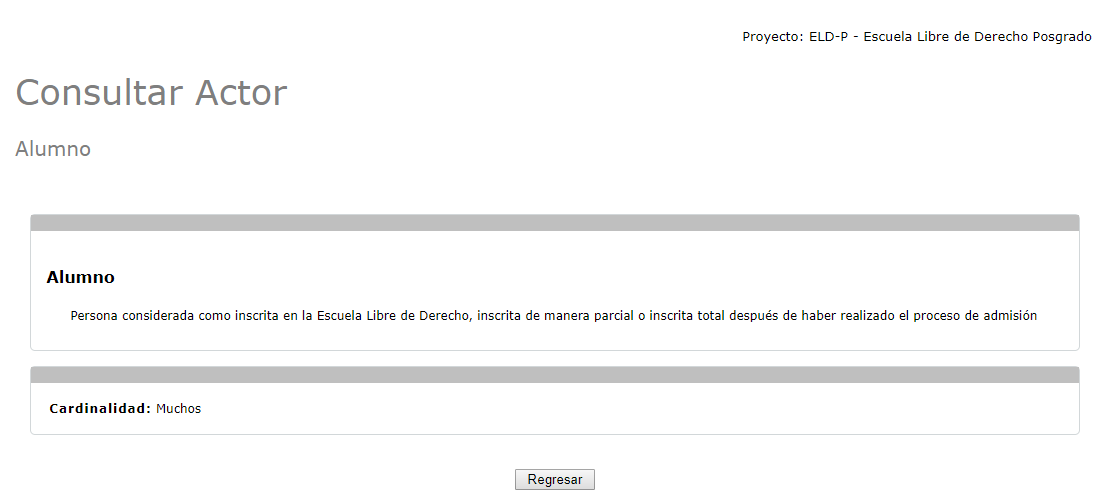 Proyecto: ELD-P - Escuela Libre de Derecho Posgrado
Consultar Actor
Alumno
Alumno
Persona considerada como inscrita en la Escuela Libre de Derecho, inscrita de manera parcial o inscrita total después de haber realizado el proceso de admisión
Cardinalidad: Muchos
Regresar